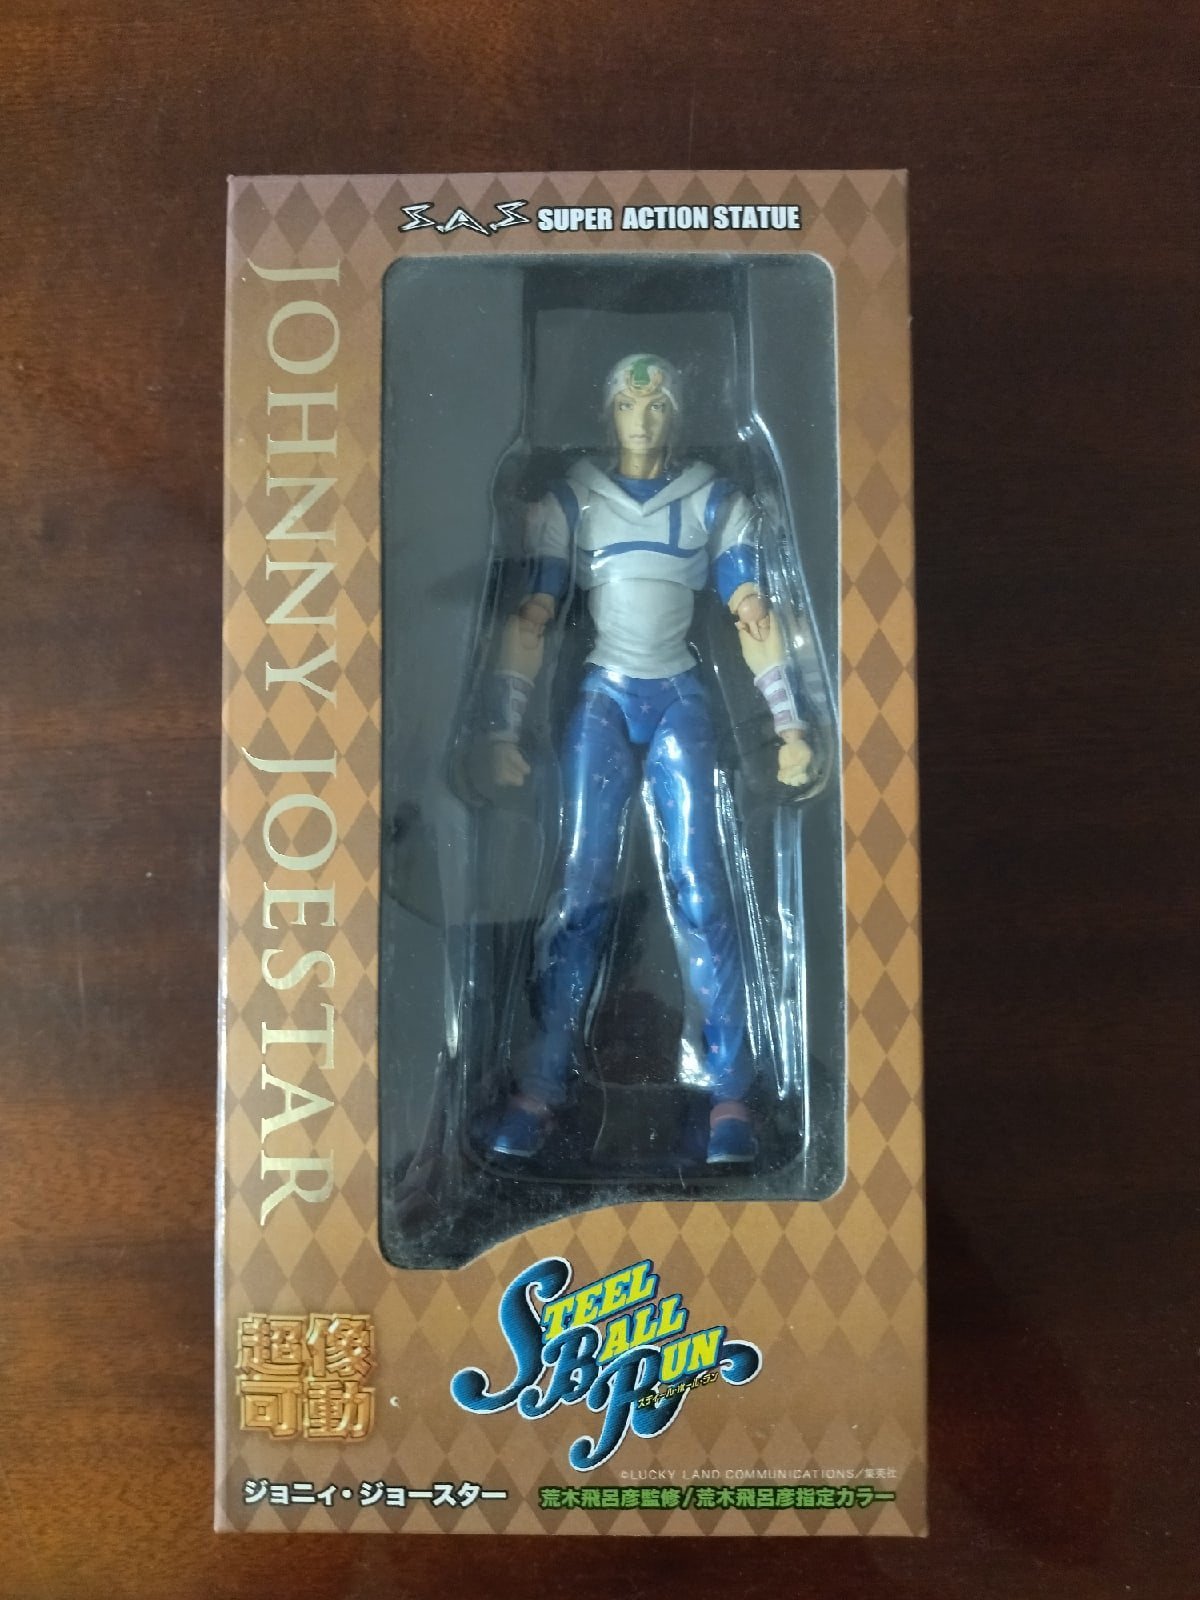 S.A.S SUPER ACTION STATUE
JOHNNY JOESTAR
STEEL
BALL
RUN
スティール・ボール・ラン
超像
可動
©LUCKY LAND COMMUNICATIONS/集英社
ジョニィ・ジョースター
荒木飛呂彦監修/荒木飛呂彦指定カラー